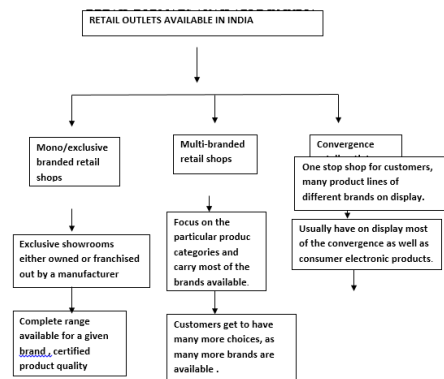 RETAIL OUTLETS AVAILABLE IN INDIA
Mono/exclusive
branded retail
shops
Multi-branded
retail shops
Convergence
One stop shop for customers,
many product lines of
different brands on display.
Exclusive showrooms
either owned or franchised
out by a manufacturer
Focus on the
particular produc
categories and
carry most of the
brands available.
Usually have on display most
of the convergence as well as
consumer electronic products.
Complete range
available for a given
brand , certified
product quality
Customers get to have
many more choices, as
many more brands are
available .